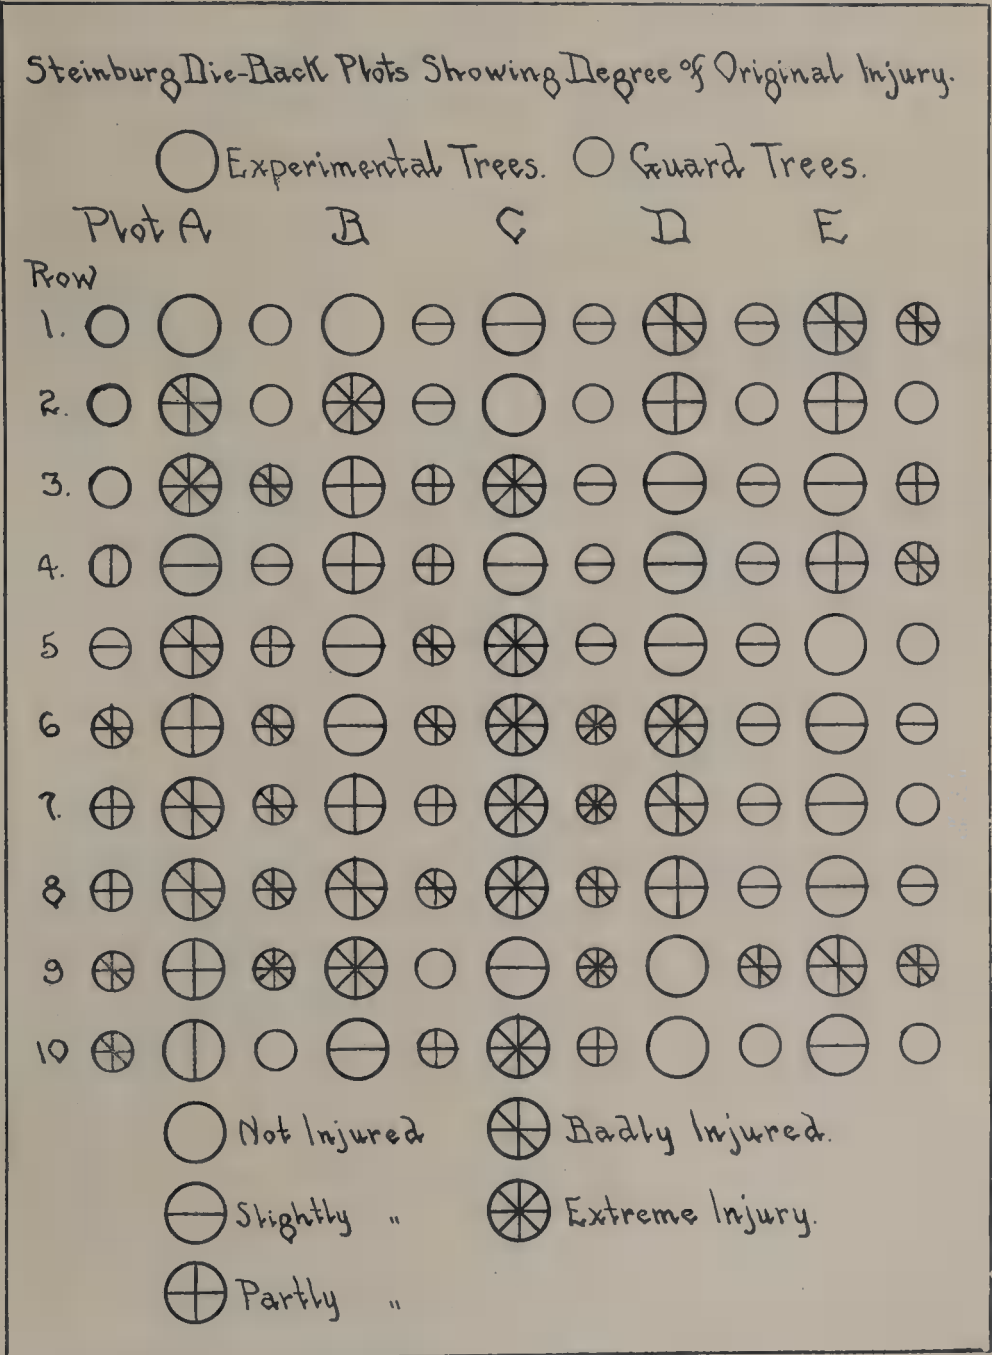 Steinburg Die-Back Plots Showing Degree of Original Injury.
Experimental Trees. Guard Trees.
Plot A B C D E
Row
1.
2.
3.
4.
5
6
7.
8
9
10
Not Injured Badly Injured.
Slightly " Extreme Injury.
Partly "